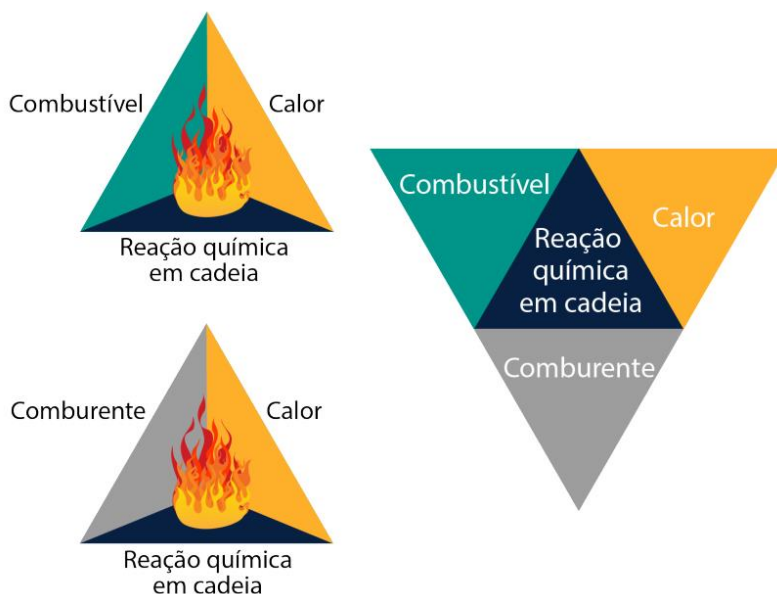 Combustível
Calor
Reação química
em cadeia
Comburente
Calor
Reação química
em cadeia
Combustível
Calor
Reação
química
em cadeia
Comburente